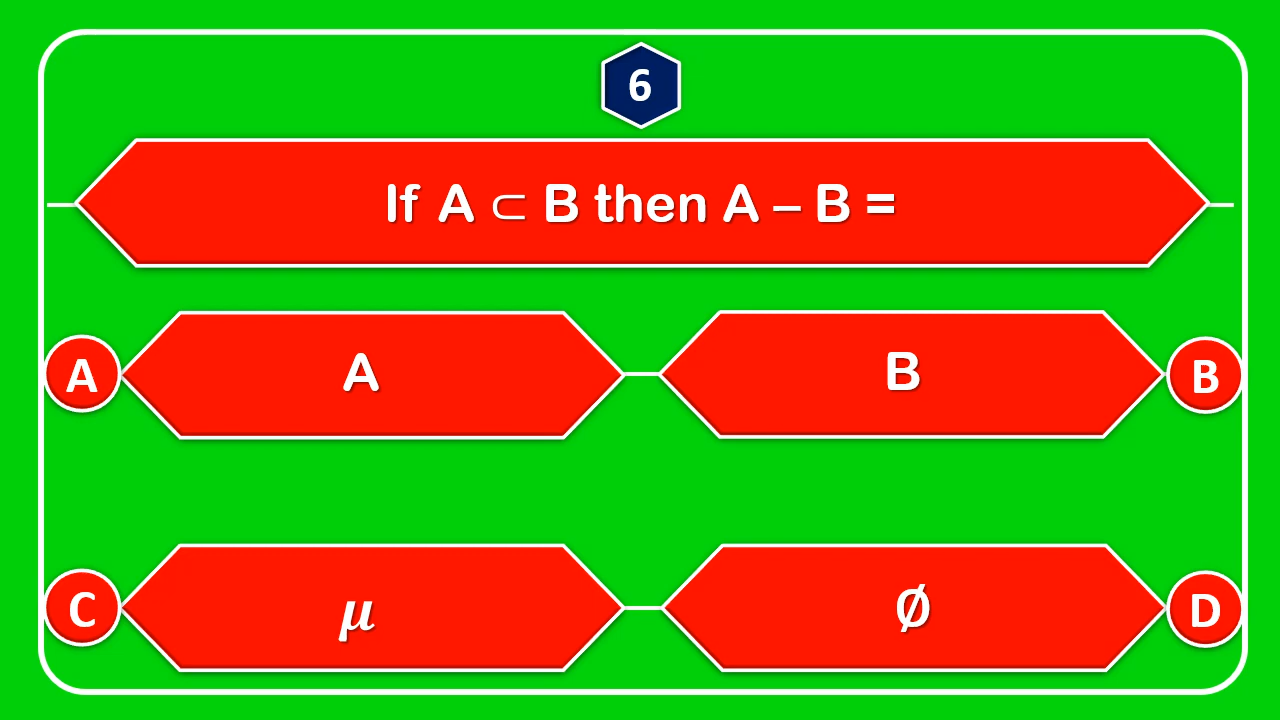 6
If A ⊂ B then A – B =
A
A
B
B
C
μ
Ø
D